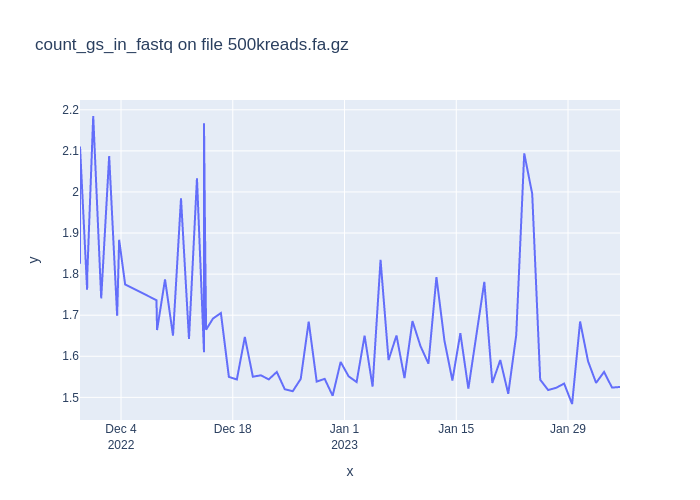 count_gs_in_fastq on file 500kreads.fa.gz
2.2
2.1
2
1.9
1.8
1.7
1.6
1.5
y
Dec 4
2022
Dec 18
Jan 1
2023
Jan 15
Jan 29
x